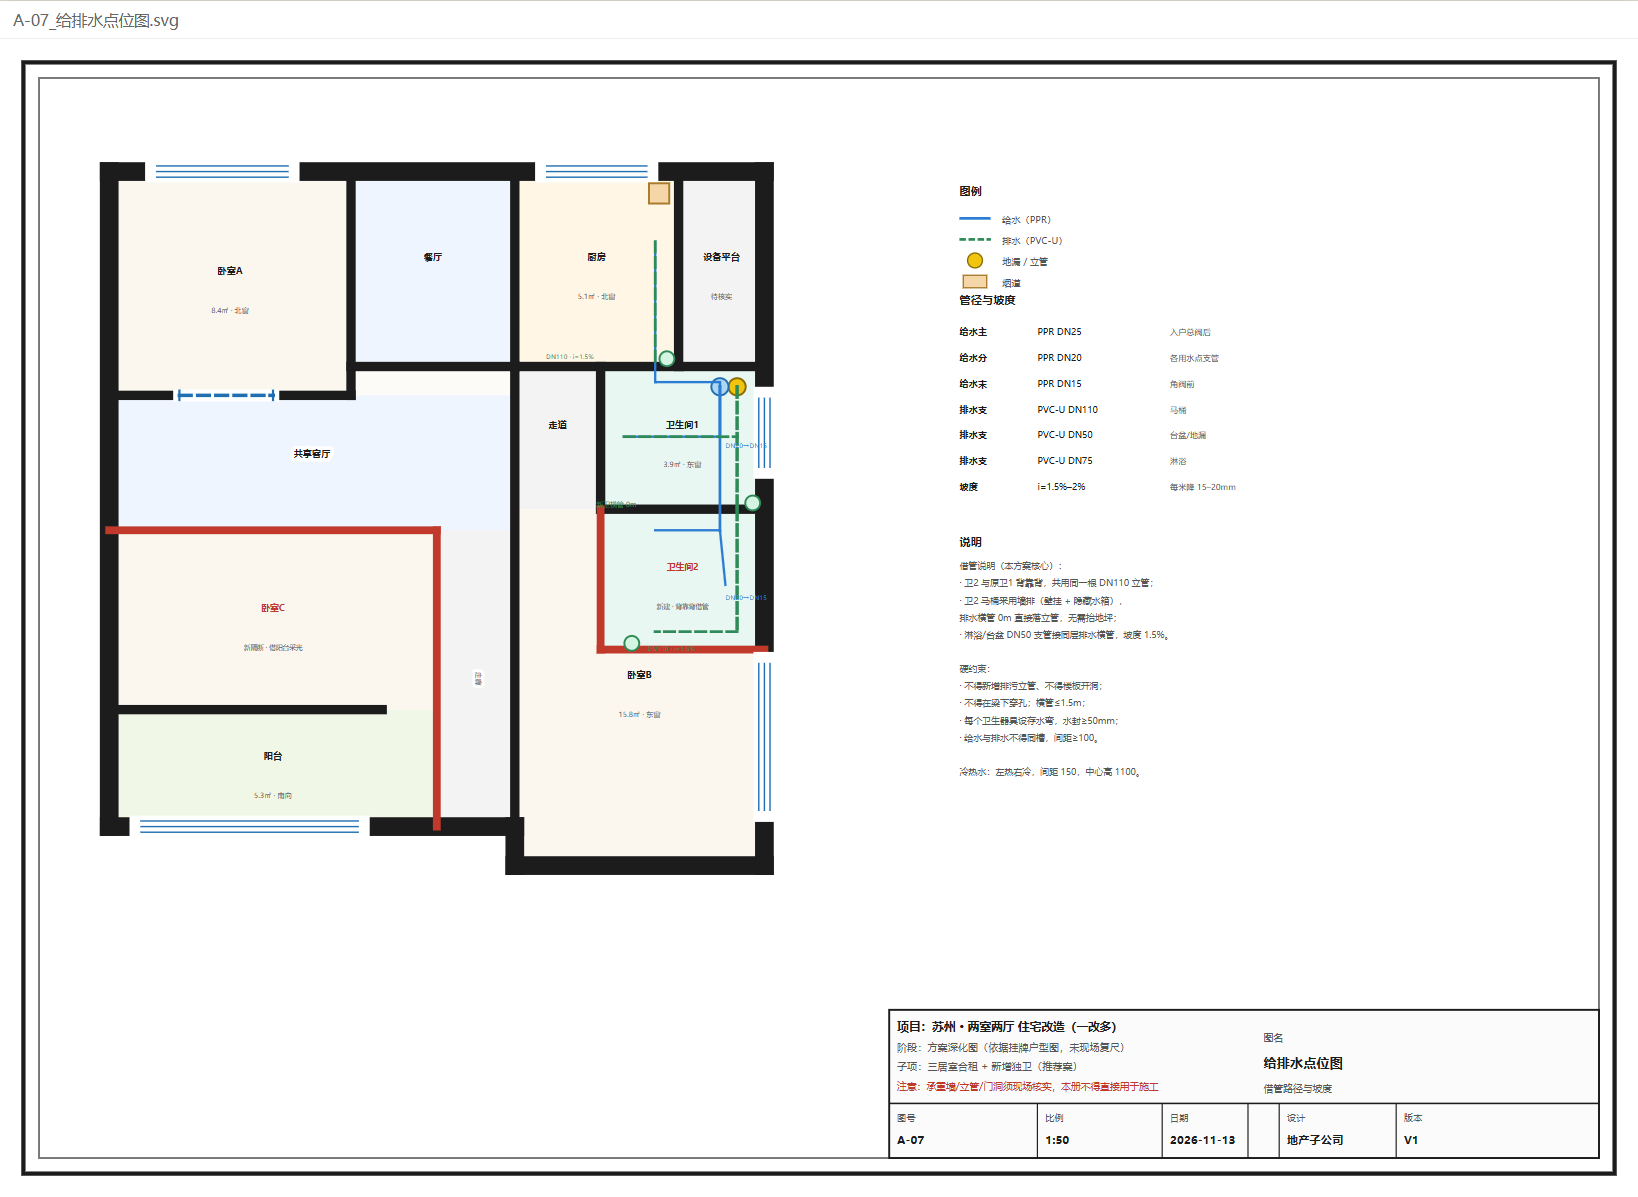 A-07_给排水点位图.svg
卧室A
8.4㎡ · 北窗
餐厅
厨房
5.1㎡ · 北窗
设备平台
待核实
DN110 · i=1.5%
走道
卫生间1
3.9㎡ · 东窗
共享客厅
卫生间2
新建 · 背靠背借管
卧室C
新隔断 · 借阳台采光
卧室B
15.8㎡ · 东窗
阳台
5.3㎡ · 南向
图例
给水（PPR）
排水（PVC-U）
地漏 / 立管
烟道
管径与坡度
给水主 PPR DN25 入户总阀后
给水分 PPR DN20 各用水点支管
给水末 PPR DN15 角阀前
排水支 PVC-U DN110 马桶
排水支 PVC-U DN50 台盆/地漏
排水支 PVC-U DN75 淋浴
坡度 i=1.5%–2% 每米降 15–20mm
说明
借管说明（本方案核心）：
· 卫2 与原卫1 背靠背，共用同一根 DN110 立管；
· 卫2 马桶采用墙排（壁挂 + 隐藏水箱），
排水横管 0m 直接落立管，无需抬地坪；
· 淋浴/台盆 DN50 支管接同层排水横管，坡度 1.5%。
硬约束：
· 不得新增排污立管、不得楼板开洞；
· 不得在梁下穿孔；横管≤1.5m；
· 每个卫生器具设存水弯，水封≥50mm；
· 给水与排水不得同槽，间距≥100。
冷热水：左热右冷，间距 150，中心高 1100。
项目：苏州 · 两室两厅 住宅改造（一改多）
阶段：方案深化图（依据挂牌户型图，未现场复尺）
子项：三居室合租 + 新增独卫（推荐案）
注意：承重墙/立管/门洞须现场核实，本册不得直接用于施工
图名
给排水点位图
借管路径与坡度
图号 比例 日期 设计 版本
A-07 1:50 2026-11-13 地产子公司 V1